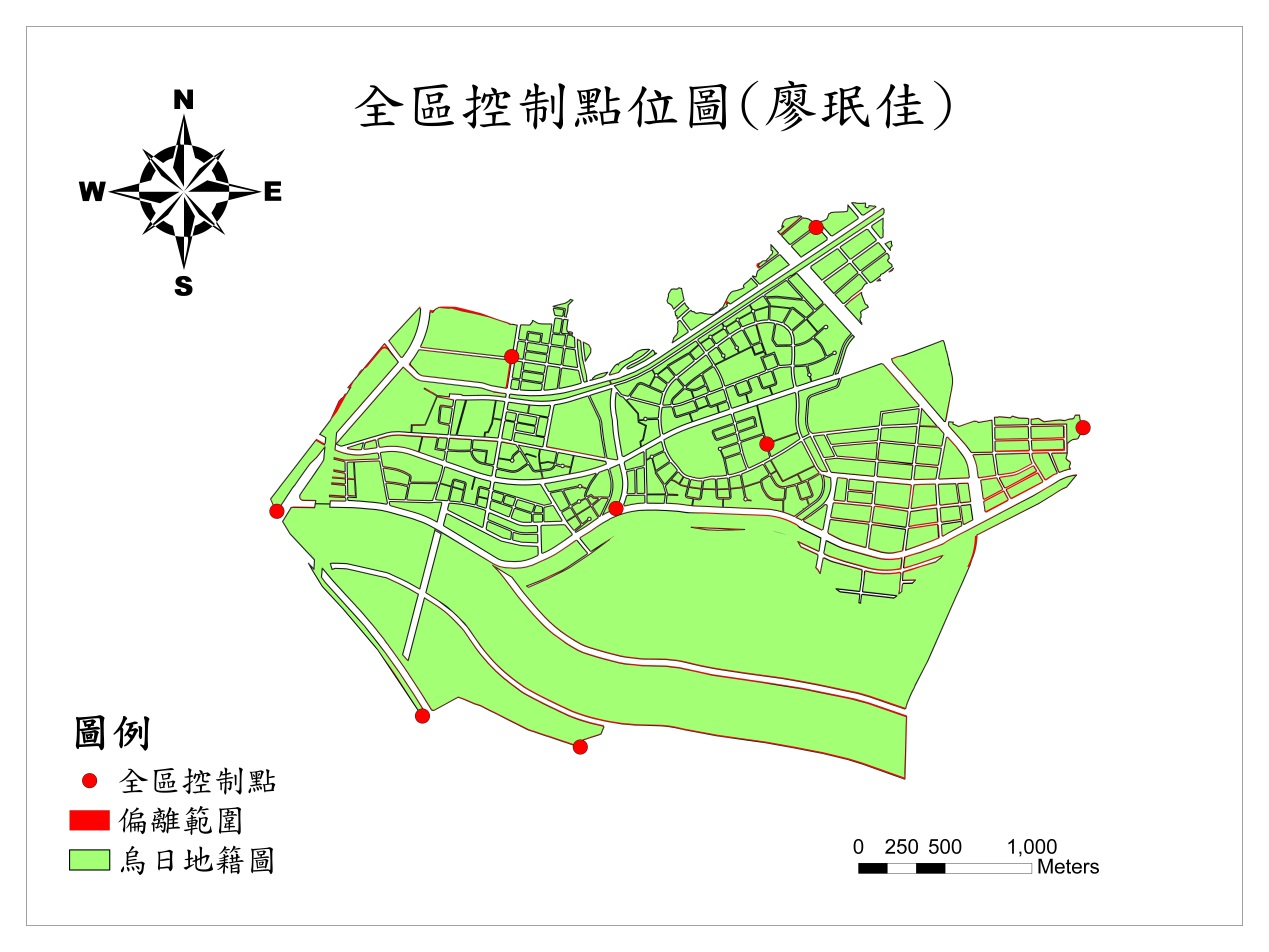 全區控制點位圖(廖珉佳)
N
W E
S
圖例
全區控制點
偏離範圍
烏日地籍圖
0 250 500 1,000
Meters